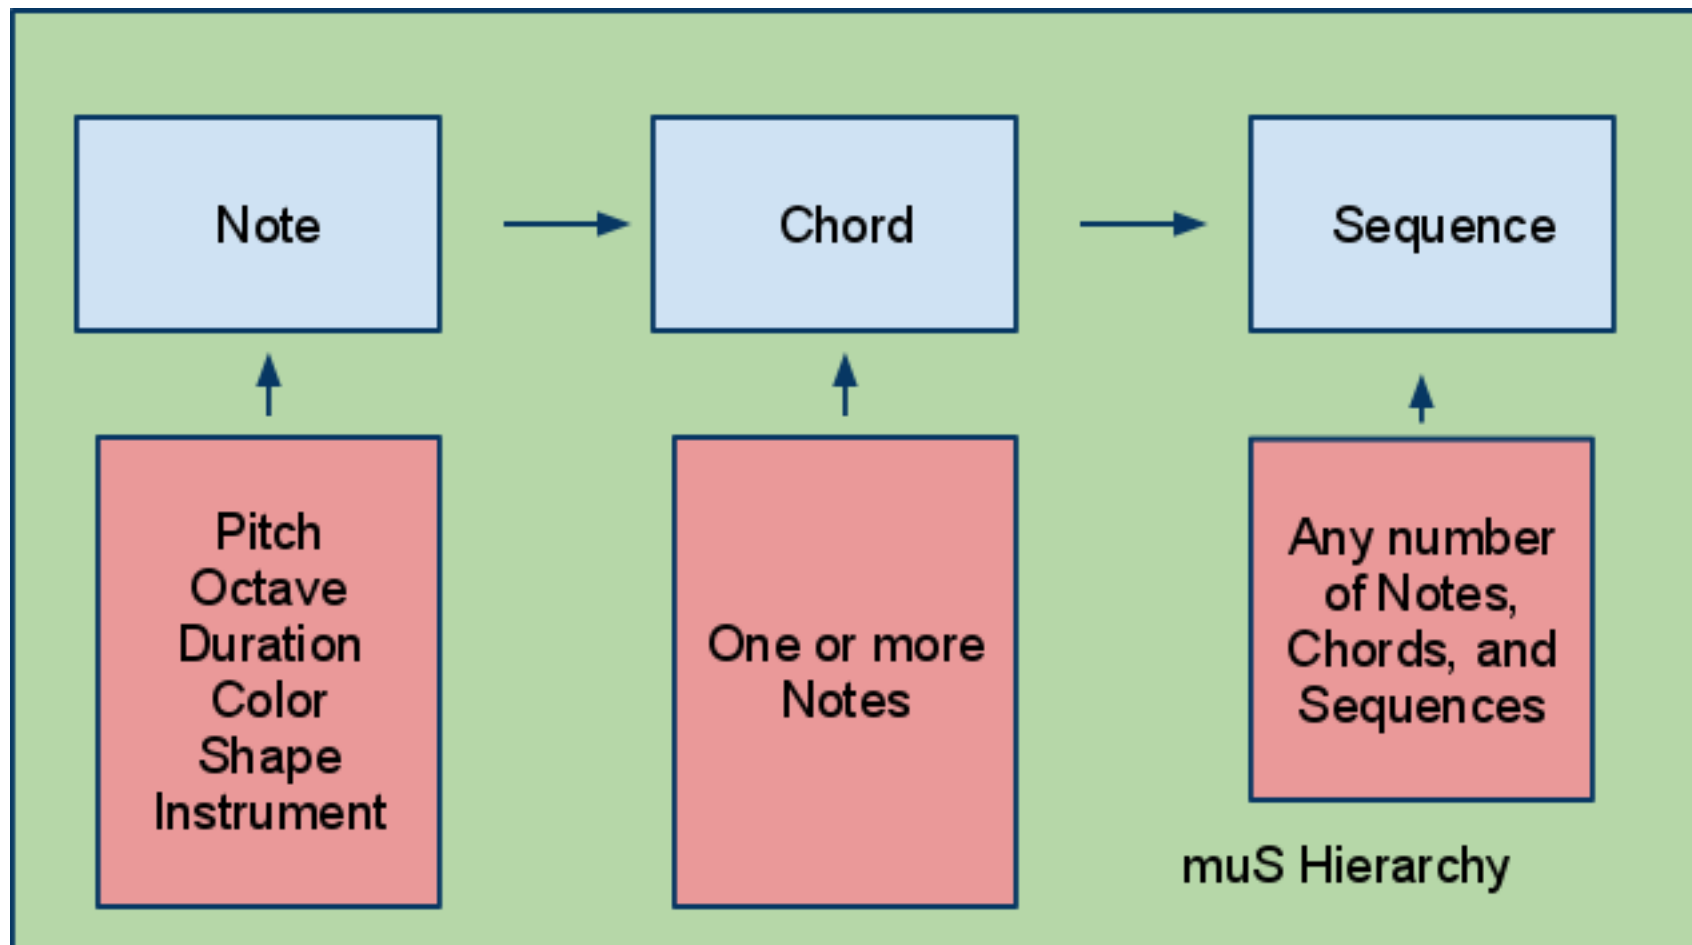 Note
Chord
Sequence
Pitch
Octave
Duration
Color
Shape
Instrument
One or more
Notes
Any number
of Notes,
Chords, and
Sequences
muS Hierarchy